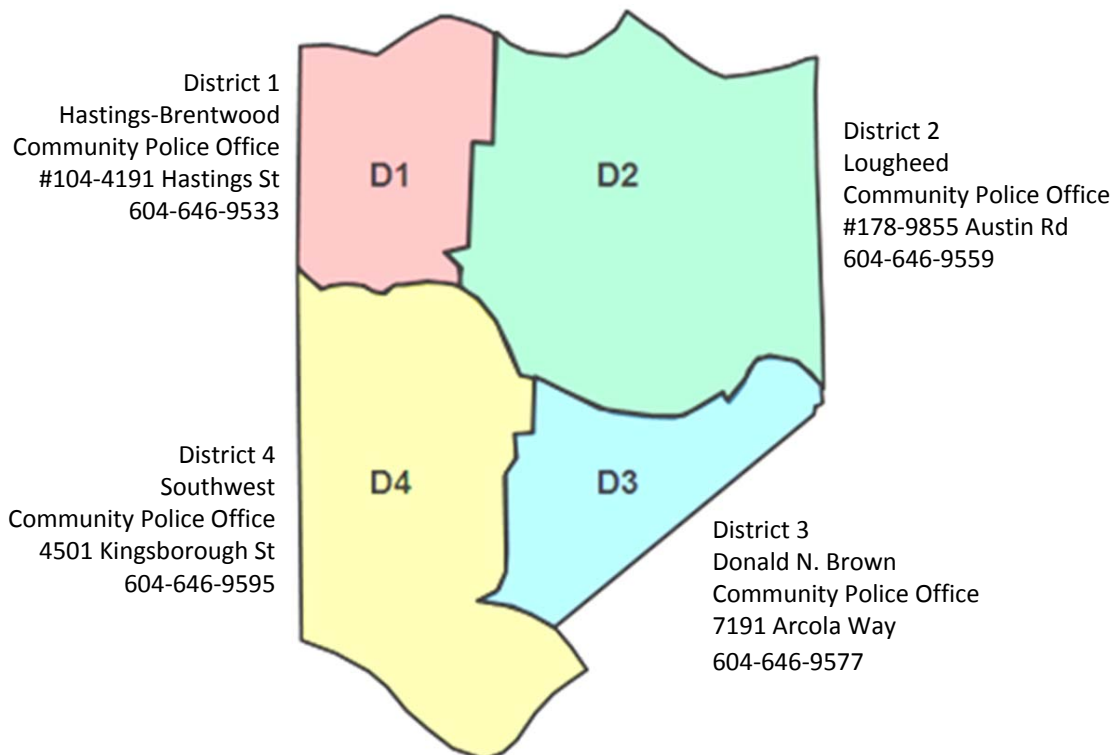 District 1
Hastings-Brentwood
Community Police Office
#104-4191 Hastings St
604-646-9533
D1
D2
District 2
Lougheed
Community Police Office
#178-9855 Austin Rd
604-646-9559
District 4
Southwest
Community Police Office
4501 Kingsborough St
604-646-9595
D4
D3
District 3
Donald N. Brown
Community Police Office
7191 Arcola Way
604-646-9577